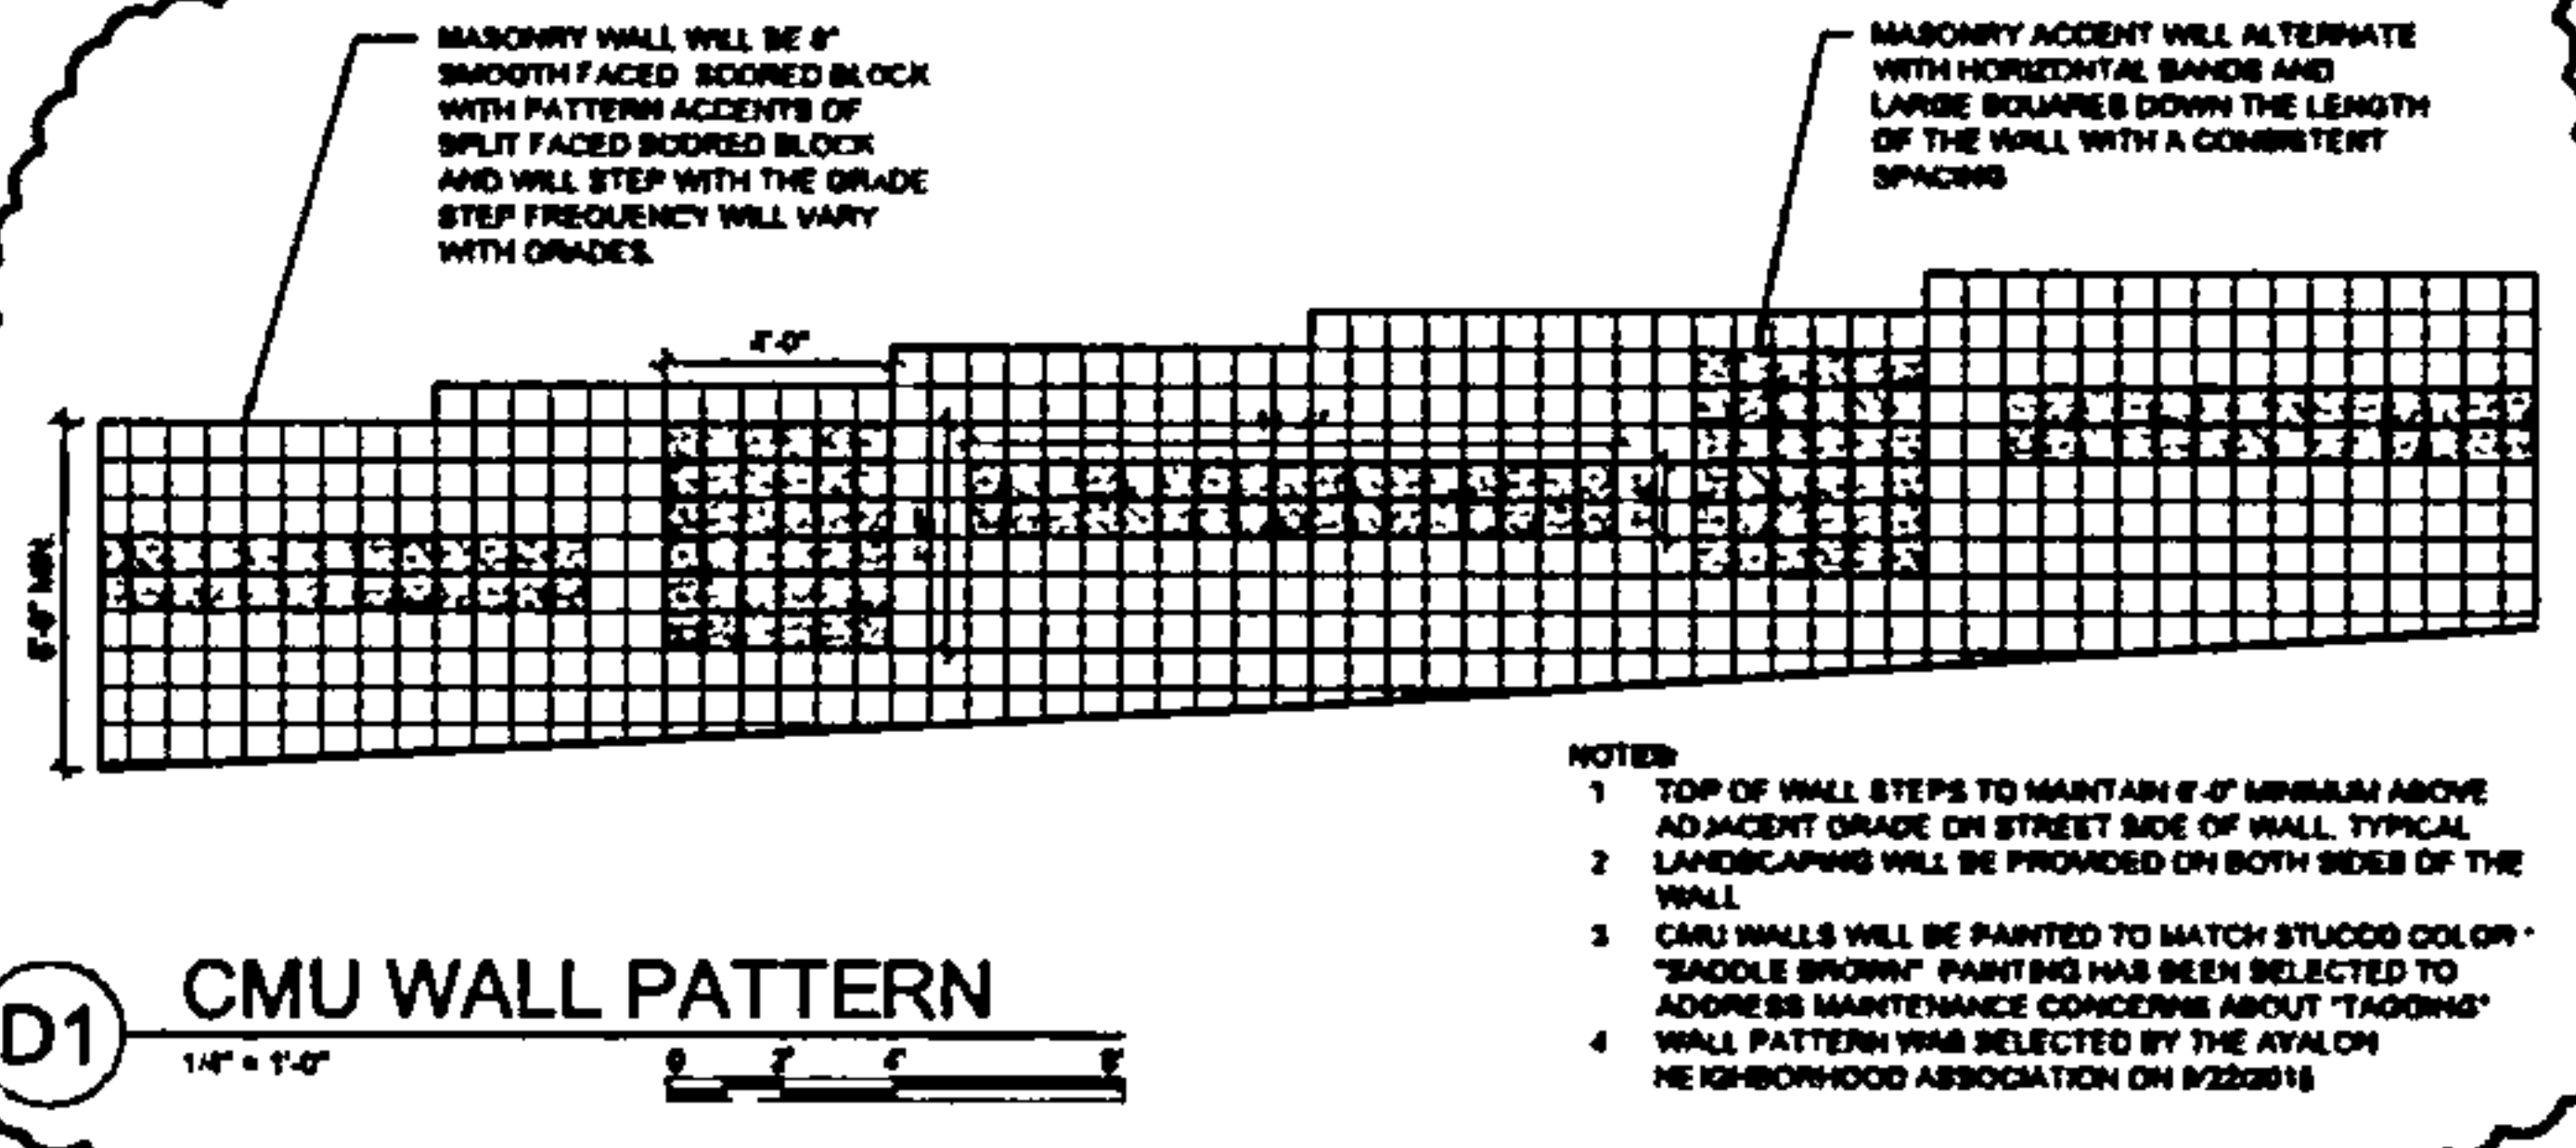 MASONRY WALL WILL BE 8"
SMOOTH FACED SCORED BLOCK
WITH PATTERN ACCENTS OF
SPLIT FACED SCORED BLOCK
AND WILL STEP WITH THE GRADE
STEP FREQUENCY WILL VARY
WITH GRADES.
MASONRY ACCENT WILL ALTERNATE
WITH HORIZONTAL BANDS AND
LARGE SQUARES DOWN THE LENGTH
OF THE WALL WITH A CONSISTENT
SPACING
4'-0"
MIN.
NOTES:
1 TOP OF WALL STEPS TO MAINTAIN 6'-0" MINIMUM ABOVE
ADJACENT GRADE ON STREET SIDE OF WALL. TYPICAL
2 LANDSCAPING WILL BE PROVIDED ON BOTH SIDES OF THE
WALL
3 CMU WALLS WILL BE PAINTED TO MATCH STUCCO COLOR -
"SADDLE BROWN" PAINTING HAS BEEN SELECTED TO
ADDRESS MAINTENANCE CONCERNS ABOUT "TAGGING"
4 WALL PATTERN WAS SELECTED BY THE AVALON
NEIGHBORHOOD ASSOCIATION ON
D1
CMU WALL PATTERN
1/4" = 1'-0"
0 2' 4' 8'